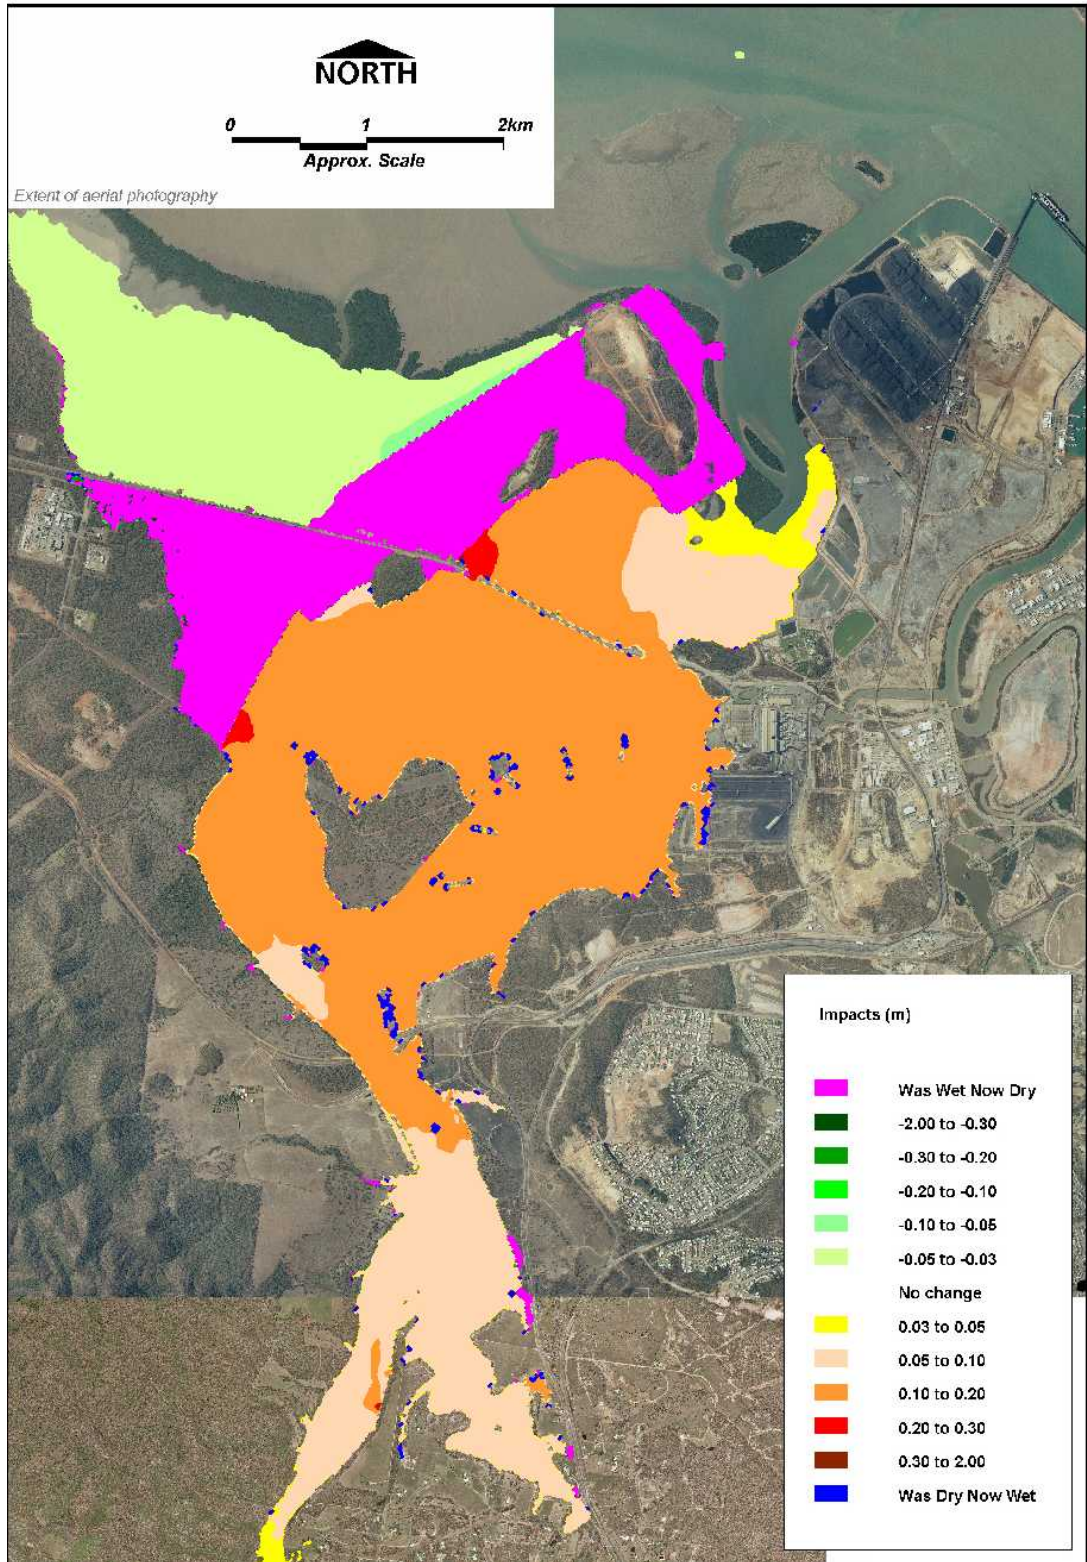 NORTH
0 1 2km
Approx. Scale
Extent of aerial photography
Impacts (m)
Was Wet Now Dry
-2.00 to -0.30
-0.30 to -0.20
-0.20 to -0.10
-0.10 to -0.05
-0.05 to -0.03
No change
0.03 to 0.05
0.05 to 0.10
0.10 to 0.20
0.20 to 0.30
0.30 to 2.00
Was Dry Now Wet